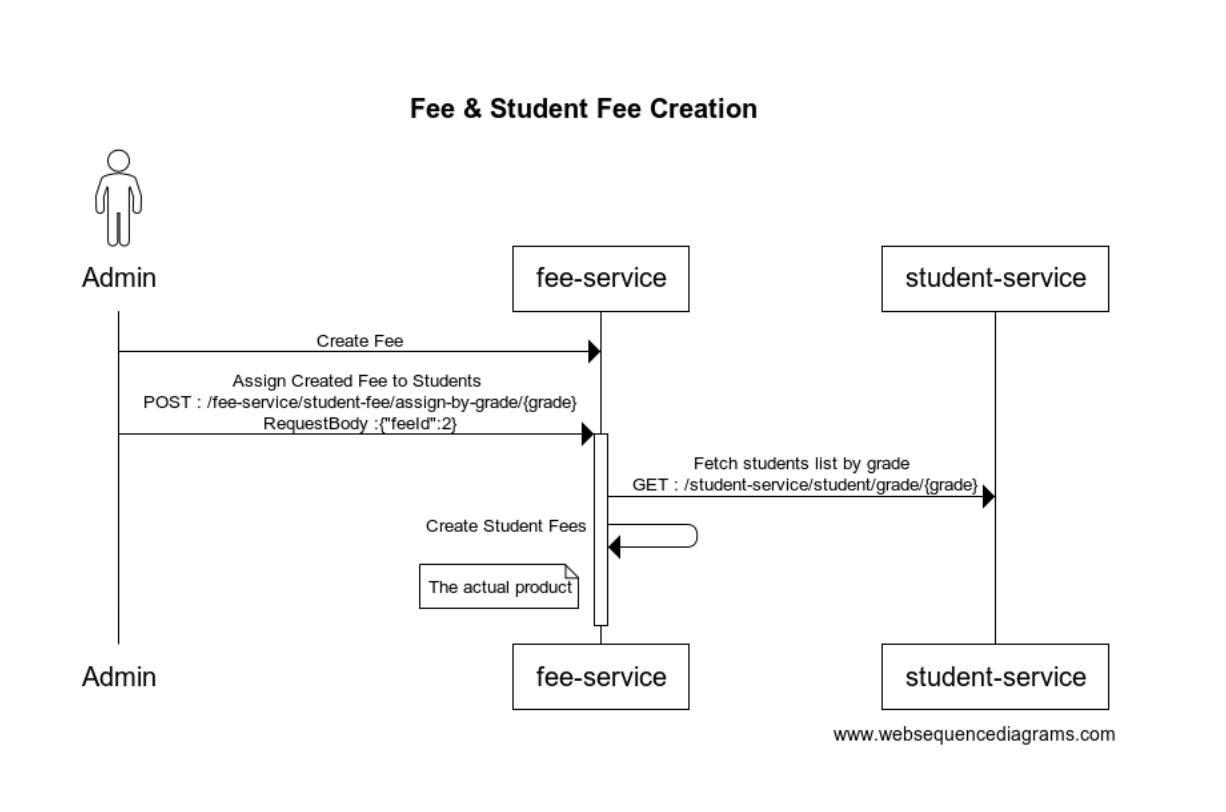 Fee & Student Fee Creation
Admin
fee-service
student-service
Create Fee
Assign Created Fee to Students
POST : /fee-service/student-fee/assign-by-grade/{grade}
RequestBody :{"feeId":2}
Fetch students list by grade
GET : /student-service/student/grade/{grade}
Create Student Fees
The actual product
Admin
fee-service
student-service
www.websequencediagrams.com